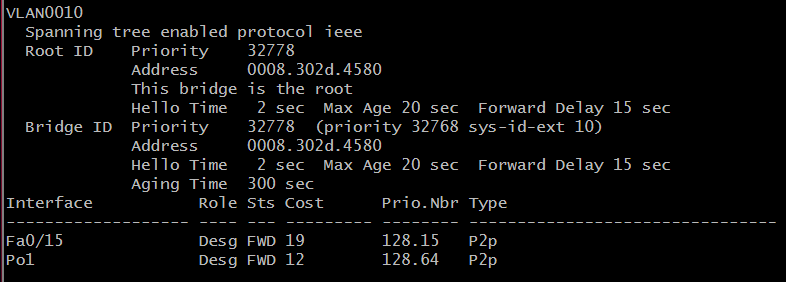 VLAN0010
  Spanning tree enabled protocol ieee
  Root ID    Priority    32778
             Address     0008.302d.4580
             This bridge is the root
             Hello Time   2 sec  Max Age 20 sec  Forward Delay 15 sec
  Bridge ID  Priority    32778  (priority 32768 sys-id-ext 10)
             Address     0008.302d.4580
             Hello Time   2 sec  Max Age 20 sec  Forward Delay 15 sec
             Aging Time  300 sec
Interface           Role Sts Cost      Prio.Nbr Type
------------------- ---- --- --------- -------- --------------------------------
Fa0/15              Desg FWD 19        128.15   P2p
Po1                 Desg FWD 12        128.64   P2p